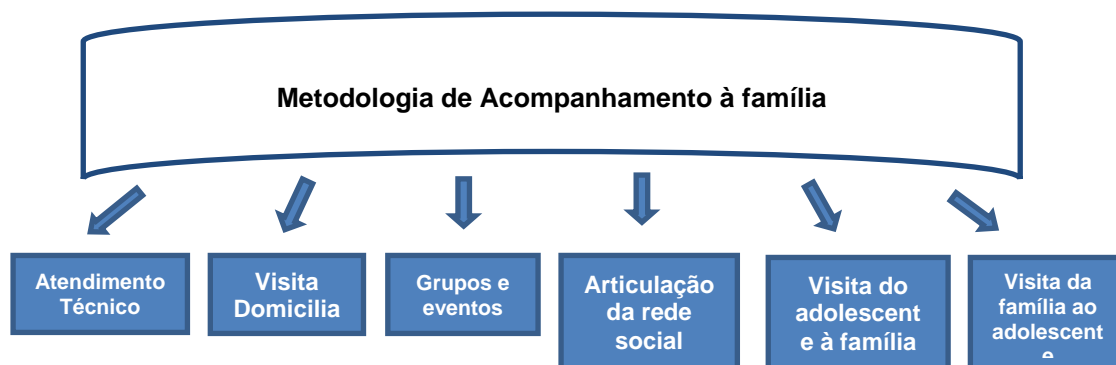 Metodologia de Acompanhamento à família
Atendimento
Técnico
Visita
Domicilia
Grupos e
eventos
Articulação
da rede
social
Visita do
adolescent
e à família
Visita da
família ao
adolescent
e